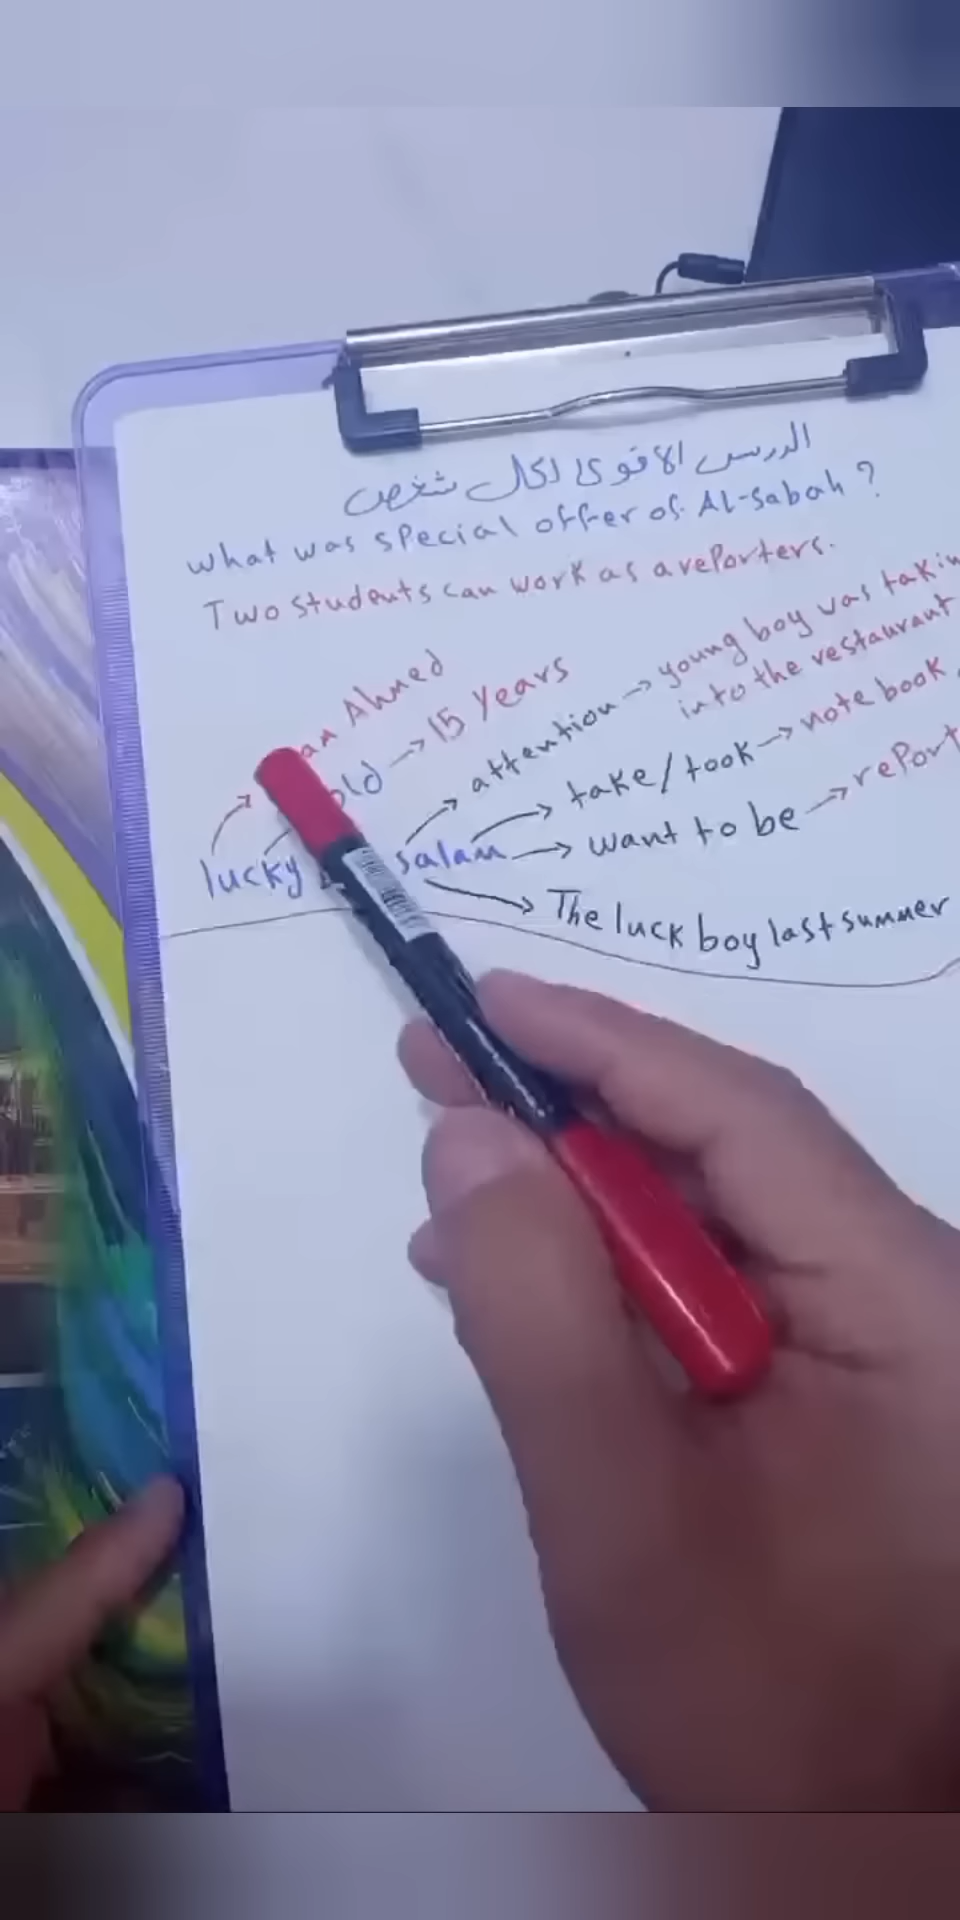 الدرس الاقوى لكل شخص
what was special offer of AL-sabah ?
Two students can work as a reporters.
Ahmed
old → 15 Years
attention → young boy was takin
into the restaurant
take/took → note book
lucky
salam → want to be → report
The luck boy last summer